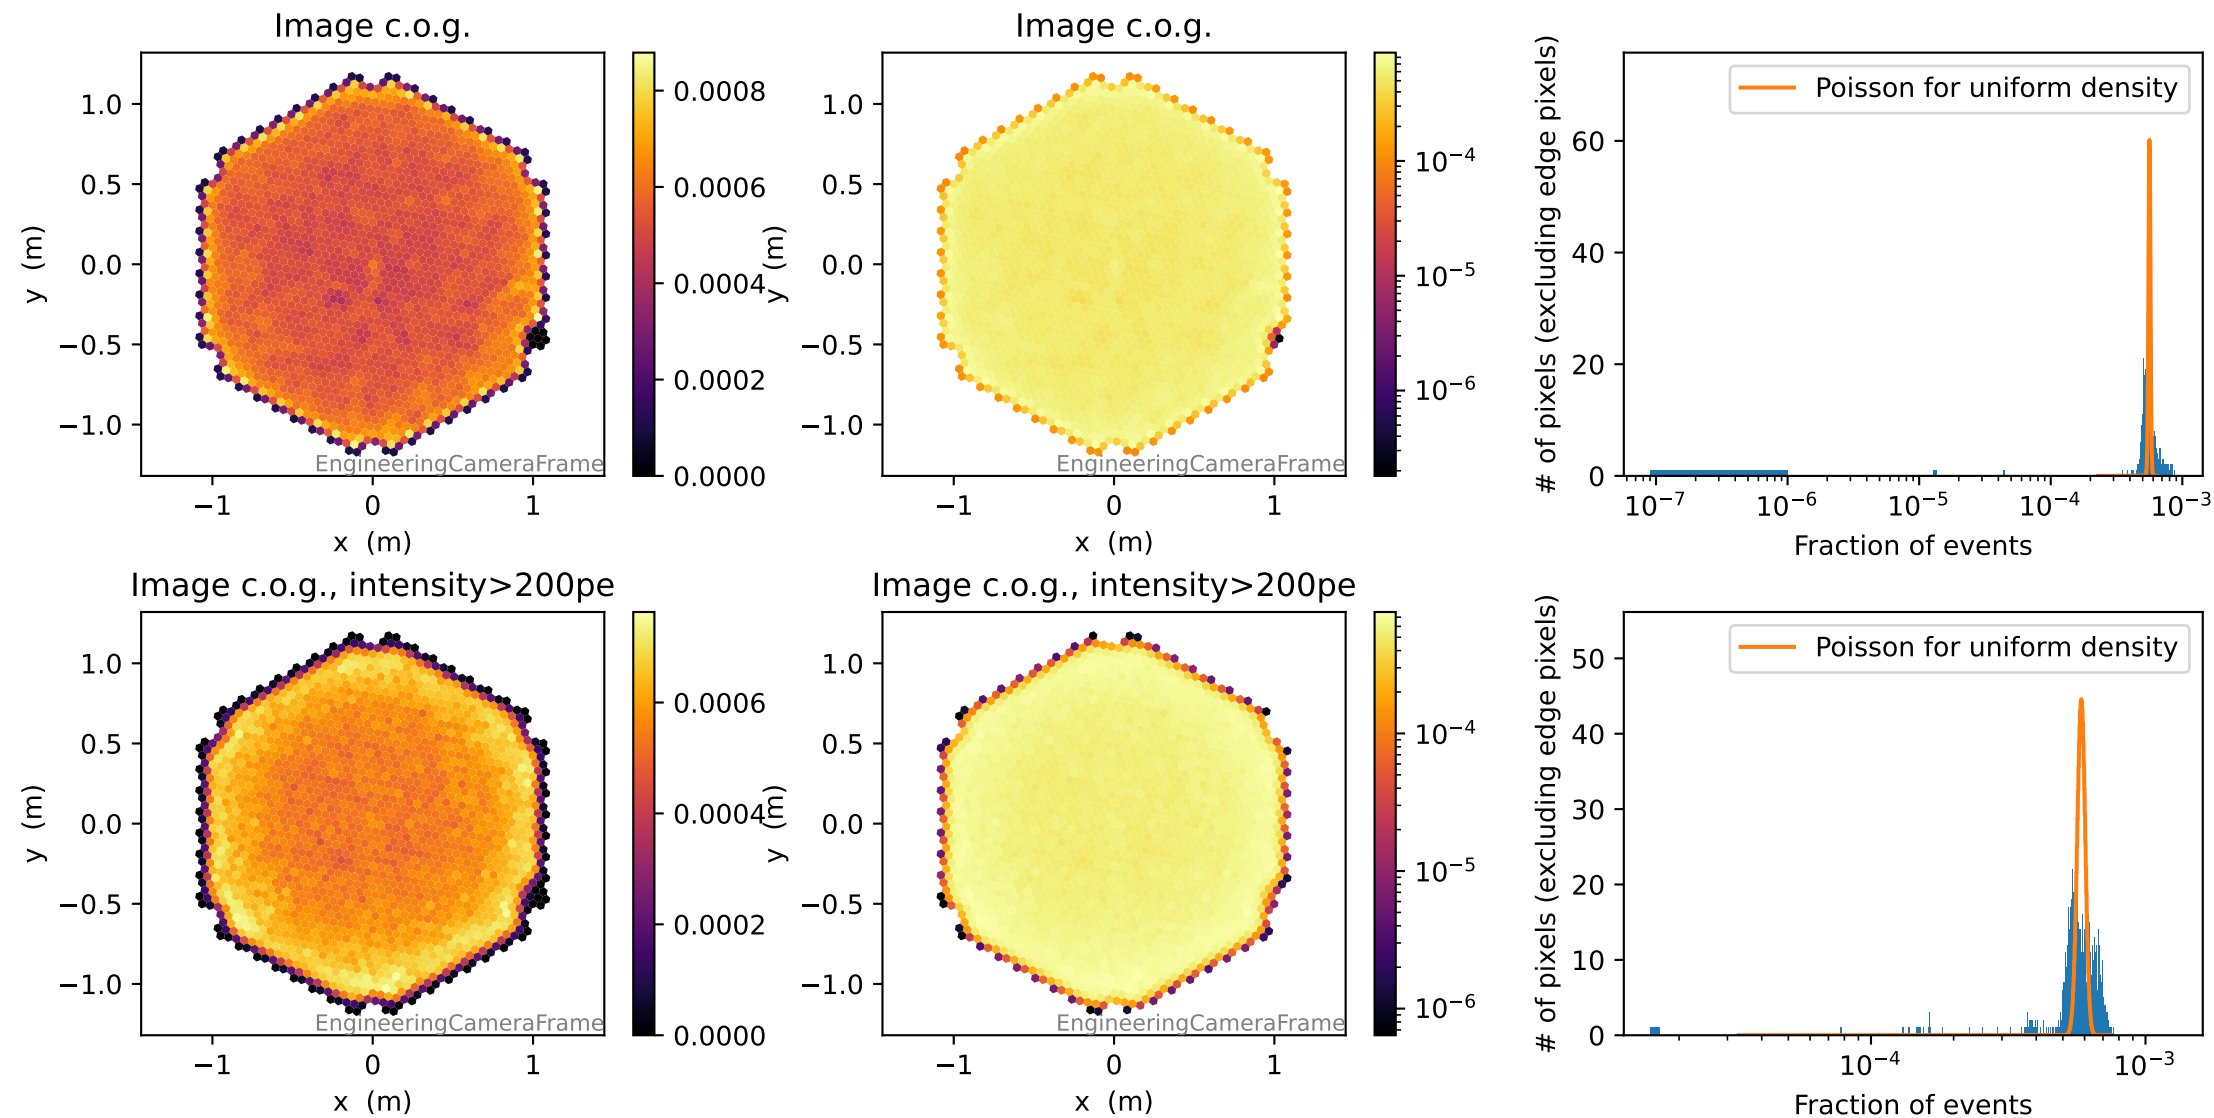 Image c.o.g.
1.0
0.5
0.0
−0.5
−1.0
y (m)
EngineeringCameraFrame
−1
0
1
x (m)
0.0008
0.0006
0.0004
0.0002
0.0000
Image c.o.g.
1.0
0.5
0.0
−0.5
−1.0
y (m)
EngineeringCameraFrame
−1
0
1
x (m)
10−4
10−5
10−6
Poisson for uniform density
# of pixels (excluding edge pixels)
60
40
20
0
10−7
10−6
10−5
10−4
10−3
Fraction of events
Image c.o.g., intensity>200pe
1.0
0.5
0.0
−0.5
−1.0
y (m)
EngineeringCameraFrame
−1
0
1
x (m)
0.0006
0.0004
0.0002
0.0000
Image c.o.g., intensity>200pe
1.0
0.5
0.0
−0.5
−1.0
y (m)
EngineeringCameraFrame
−1
0
1
x (m)
10−4
10−5
10−6
Poisson for uniform density
# of pixels (excluding edge pixels)
50
40
30
20
10
0
10−4
10−3
Fraction of events